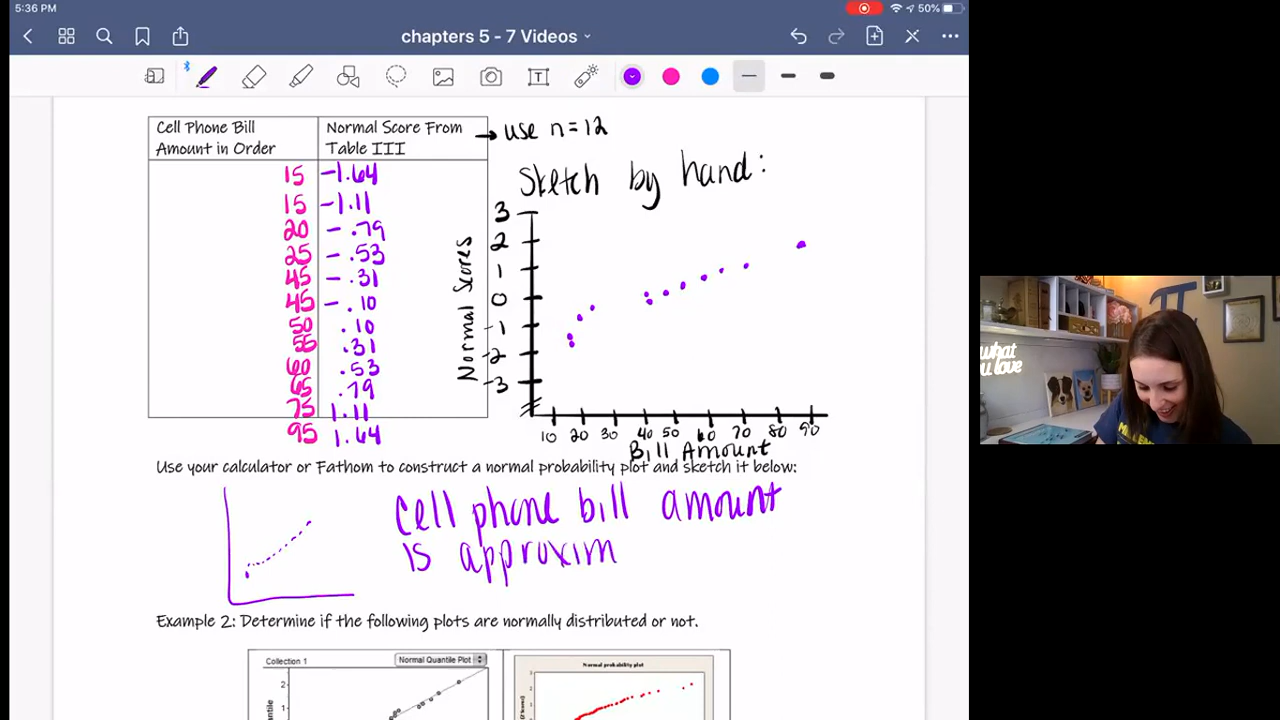 5:36 PM
50%
chapters 5 - 7 Videos
T
Cell Phone Bill
Amount in Order
Normal Score From
Table III
→ use n=12
15 -1.64
15 -1.11
20 - .79
25 - .53
45 - .31
45 - .10
50 .10
55 .31
60 .53
65 .79
75 1.11
95 1.64
Sketch by hand:
Normal Scores
3
2
1
0
-1
-2
-3
10 20 30 40 50 60 70 80 90
Bill Amount
Use your calculator or Fathom to construct a normal probability plot and sketch it below:
Cell phone bill amount
is approxim
Example 2: Determine if the following plots are normally distributed or not.
Collection 1
Normal Quantile Plot
2
1
Normal probability plot
what
you love